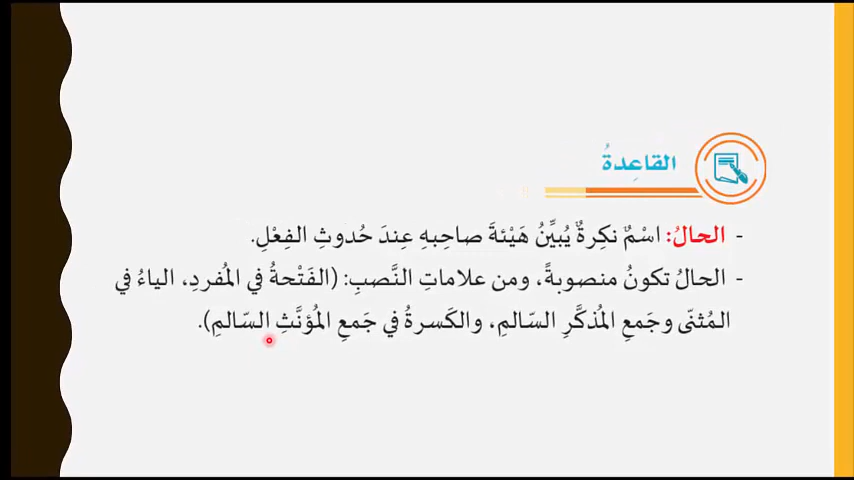 القاعِدةُ
- الحالُ: اسْمٌ نكِرةٌ يُبيِّنُ هَيْئةَ صاحِبهِ عِندَ حُدوثِ الفِعْلِ.
- الحالُ تكونُ منصوبةً، ومن علاماتِ النَّصبِ: (الفَتْحةُ في المُفردِ، الياءُ في
المُثنّى وجَمعِ المُذكَّرِ السّالمِ، والكَسرةُ في جَمعِ المُؤنَّثِ السّالمِ).